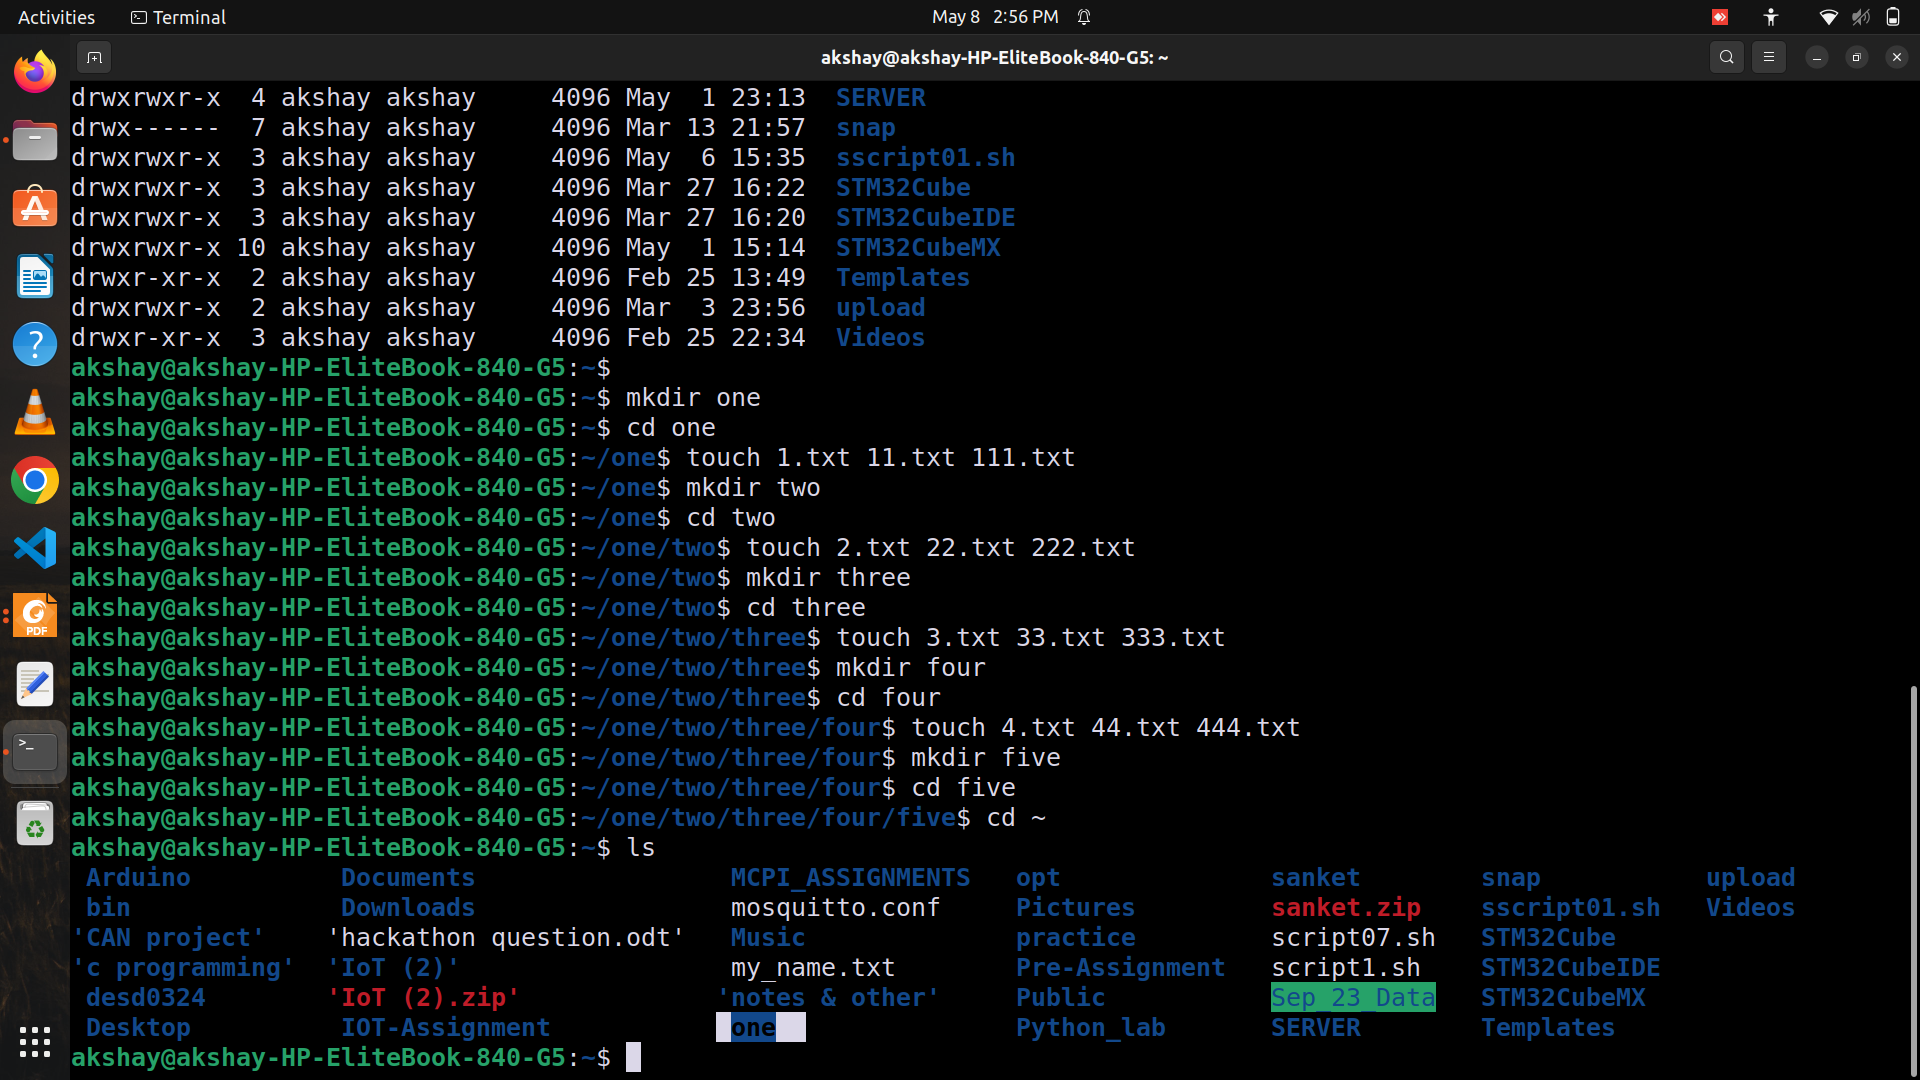 Activities Terminal May 8 2:56 PM
akshay@akshay-HP-EliteBook-840-G5: ~
drwxrwxr-x 4 akshay akshay 4096 May 1 23:13 SERVER
drwx------ 7 akshay akshay 4096 Mar 13 21:57 snap
drwxrwxr-x 3 akshay akshay 4096 May 6 15:35 sscript01.sh
drwxrwxr-x 3 akshay akshay 4096 Mar 27 16:22 STM32Cube
drwxrwxr-x 3 akshay akshay 4096 Mar 27 16:20 STM32CubeIDE
drwxrwxr-x 10 akshay akshay 4096 May 1 15:14 STM32CubeMX
drwxr-xr-x 2 akshay akshay 4096 Feb 25 13:49 Templates
drwxrwxr-x 2 akshay akshay 4096 Mar 3 23:56 upload
drwxr-xr-x 3 akshay akshay 4096 Feb 25 22:34 Videos
akshay@akshay-HP-EliteBook-840-G5:~$
akshay@akshay-HP-EliteBook-840-G5:~$ mkdir one
akshay@akshay-HP-EliteBook-840-G5:~$ cd one
akshay@akshay-HP-EliteBook-840-G5:~/one$ touch 1.txt 11.txt 111.txt
akshay@akshay-HP-EliteBook-840-G5:~/one$ mkdir two
akshay@akshay-HP-EliteBook-840-G5:~/one$ cd two
akshay@akshay-HP-EliteBook-840-G5:~/one/two$ touch 2.txt 22.txt 222.txt
akshay@akshay-HP-EliteBook-840-G5:~/one/two$ mkdir three
akshay@akshay-HP-EliteBook-840-G5:~/one/two$ cd three
akshay@akshay-HP-EliteBook-840-G5:~/one/two/three$ touch 3.txt 33.txt 333.txt
akshay@akshay-HP-EliteBook-840-G5:~/one/two/three$ mkdir four
akshay@akshay-HP-EliteBook-840-G5:~/one/two/three$ cd four
akshay@akshay-HP-EliteBook-840-G5:~/one/two/three/four$ touch 4.txt 44.txt 444.txt
akshay@akshay-HP-EliteBook-840-G5:~/one/two/three/four$ mkdir five
akshay@akshay-HP-EliteBook-840-G5:~/one/two/three/four$ cd five
akshay@akshay-HP-EliteBook-840-G5:~/one/two/three/four/five$ cd ~
akshay@akshay-HP-EliteBook-840-G5:~$ ls
Arduino Documents MCPI_ASSIGNMENTS opt sanket snap upload
bin Downloads mosquitto.conf Pictures sanket.zip sscript01.sh Videos
'CAN project' 'hackathon question.odt' Music practice script07.sh STM32Cube
'c programming' 'IoT (2)' my_name.txt Pre-Assignment script1.sh STM32CubeIDE
desd0324 'IoT (2).zip' 'notes & other' Public Sep_23_Data STM32CubeMX
Desktop IOT-Assignment one Python_lab SERVER Templates
akshay@akshay-HP-EliteBook-840-G5:~$
PDF